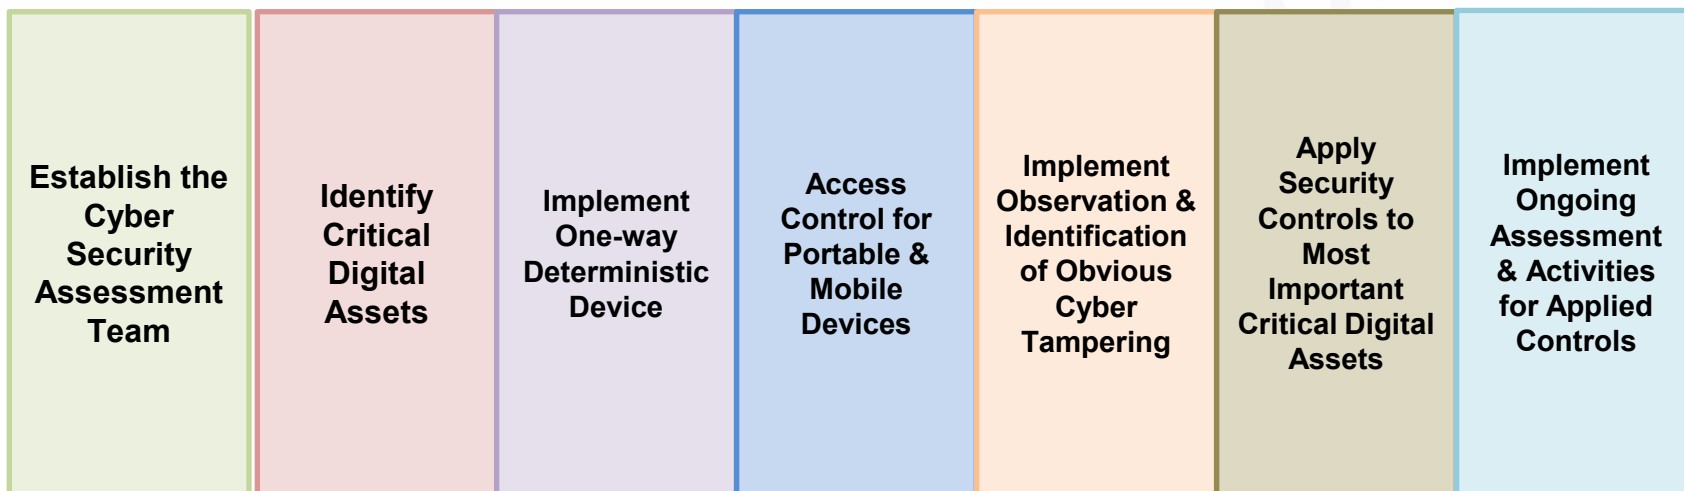 Establish the
Cyber
Security
Assessment
Team
Identify
Critical
Digital
Assets
Implement
One-way
Deterministic
Device
Access
Control for
Portable &
Mobile
Devices
Implement
Observation &
Identification
of Obvious
Cyber
Tampering
Apply
Security
Controls to
Most
Important
Critical Digital
Assets
Implement
Ongoing
Assessment
& Activities
for Applied
Controls